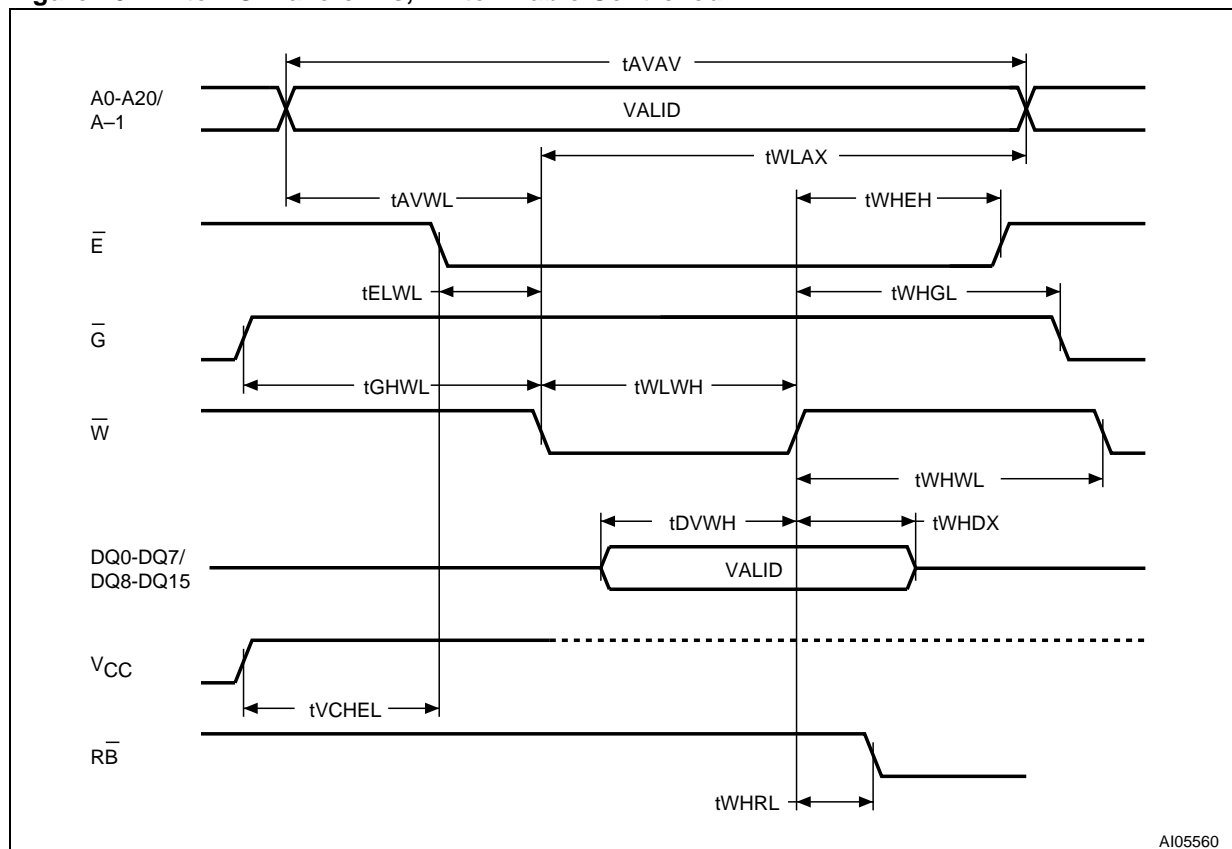 tAVAV
A0-A20/
A–1
VALID
tWLAX
tAVWL
tWHEH
E̅
tELWL
tWHGL
G̅
tGHWL
tWLWH
W̅
tWHWL
tDVWH
tWHDX
DQ0-DQ7/
DQ8-DQ15
VALID
VCC
tVCHEL
RB̅
tWHRL
AI05560